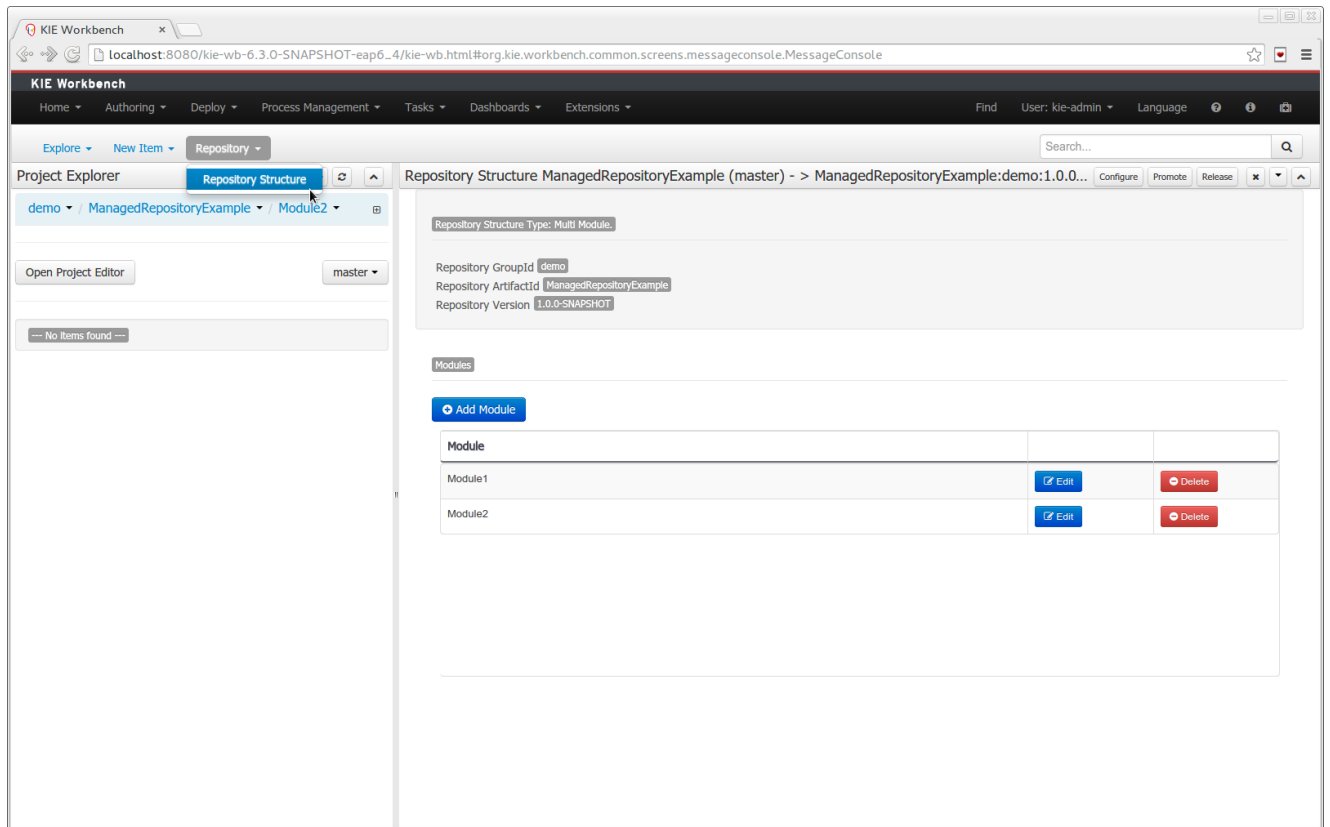 KIE Workbench
localhost:8080/kie-wb-6.3.0-SNAPSHOT-eap6_4/kie-wb.html#org.kie.workbench.common.screens.messageconsole.MessageConsole
KIE Workbench
Home Authoring Deploy Process Management Tasks Dashboards Extensions Find User: kie-admin Language
Explore New Item Repository Search...
Repository Structure
Project Explorer
Repository Structure ManagedRepositoryExample (master) - > ManagedRepositoryExample:demo:1.0.0... Configure Promote Release
demo / ManagedRepositoryExample / Module2
Open Project Editor master
--- No items found ---
Repository Structure Type: Multi Module.
Repository GroupId demo
Repository ArtifactId ManagedRepositoryExample
Repository Version 1.0.0-SNAPSHOT
Modules
Add Module
Module
Module1 Edit Delete
Module2 Edit Delete